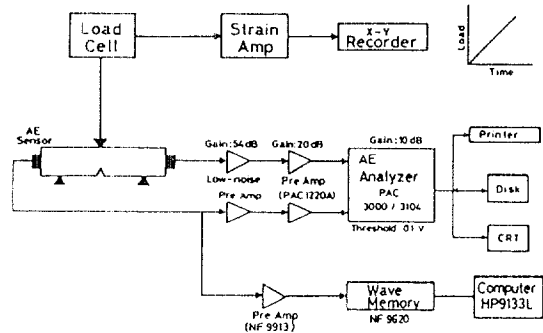 Load
Cell
Strain
Amp
X-Y
Recorder
Load
Time
AE
Sensor
Gain:54dB
Gain:20dB
Gain:10dB
Low-noise
Pre Amp
Pre Amp
(PAC1220A)
AE
Analyzer
PAC
3000 / 3104
Threshold 0.1 V
Printer
Disk
CRT
Pre Amp
(NF 9913)
Wave
Memory
NF 9620
Computer
HP9133L